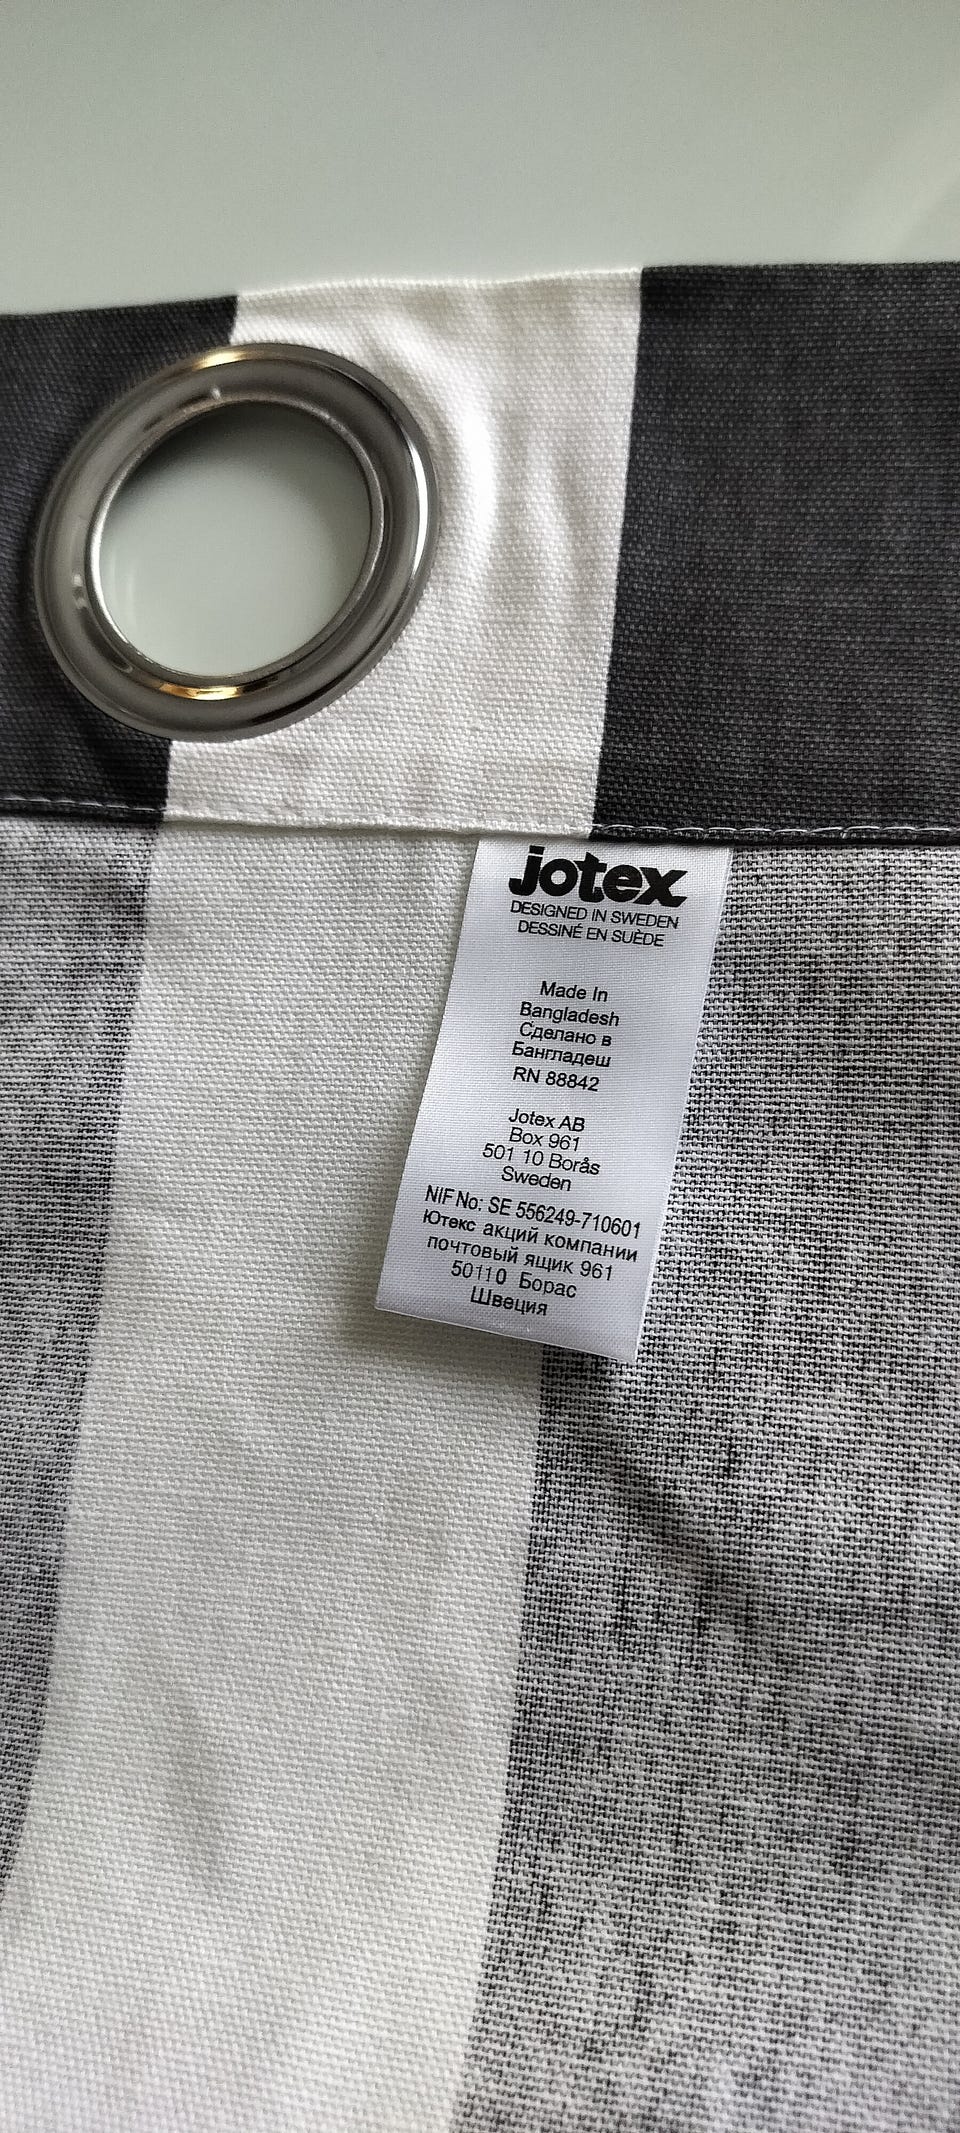 jotex
DESIGNED IN SWEDEN
DESSINÉ EN SUÈDE
Made In
Bangladesh
Сделано в
Бангладеш
RN 88842
Jotex AB
Box 961
501 10 Borås
Sweden
NIF No: SE 556249-710601
Ютекс акций компании
почтовый ящик 961
50110 Борас
Швеция